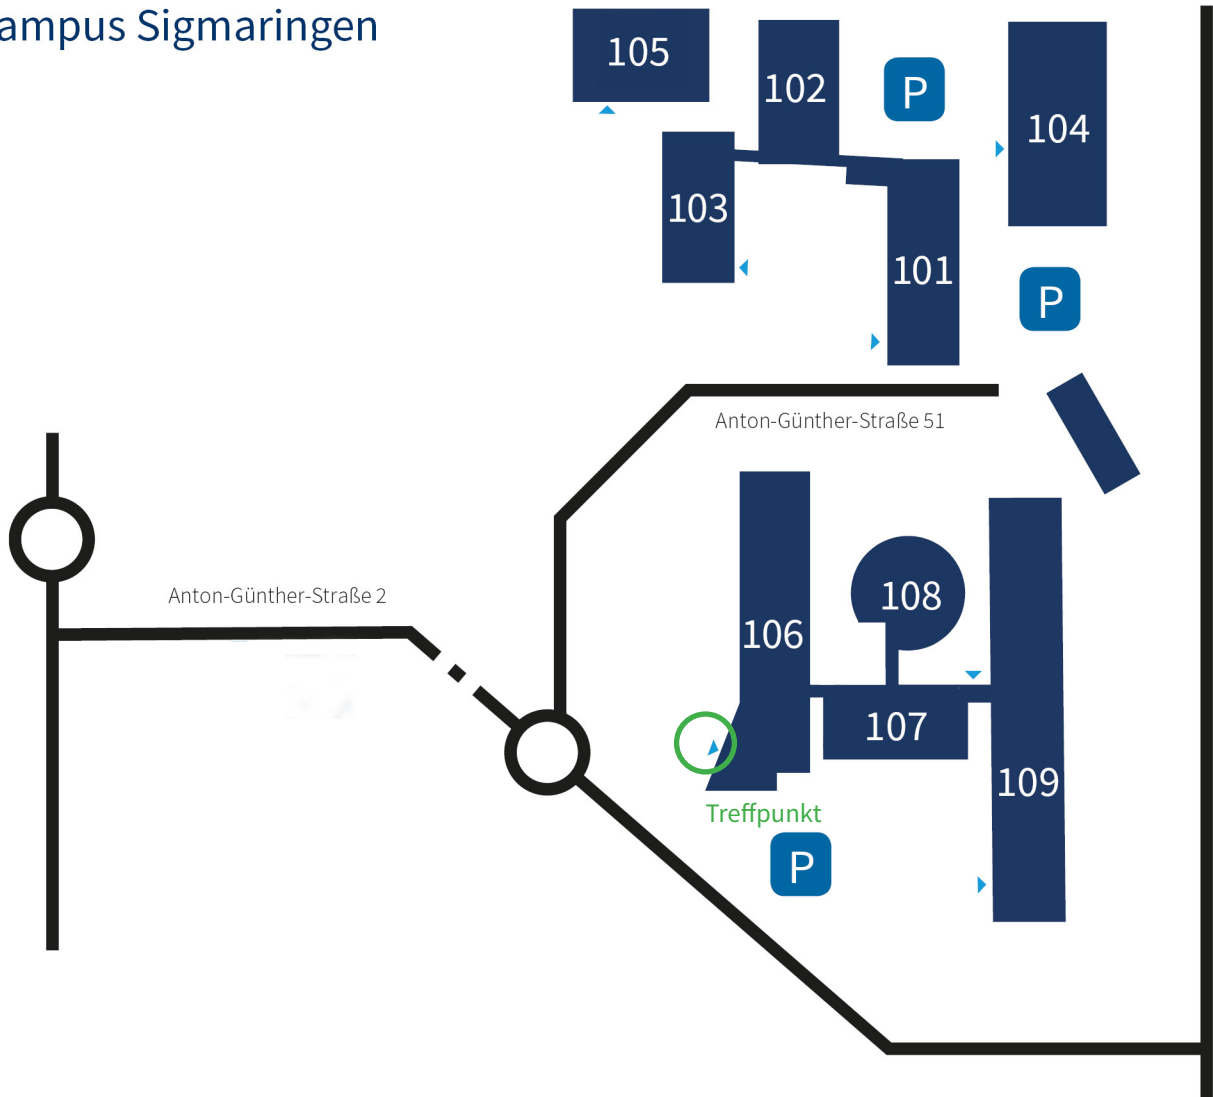 ampus Sigmaringen
105
102
P
104
103
101
P
Anton-Günther-Straße 51
Anton-Günther-Straße 2
108
106
107
109
Treffpunkt
P